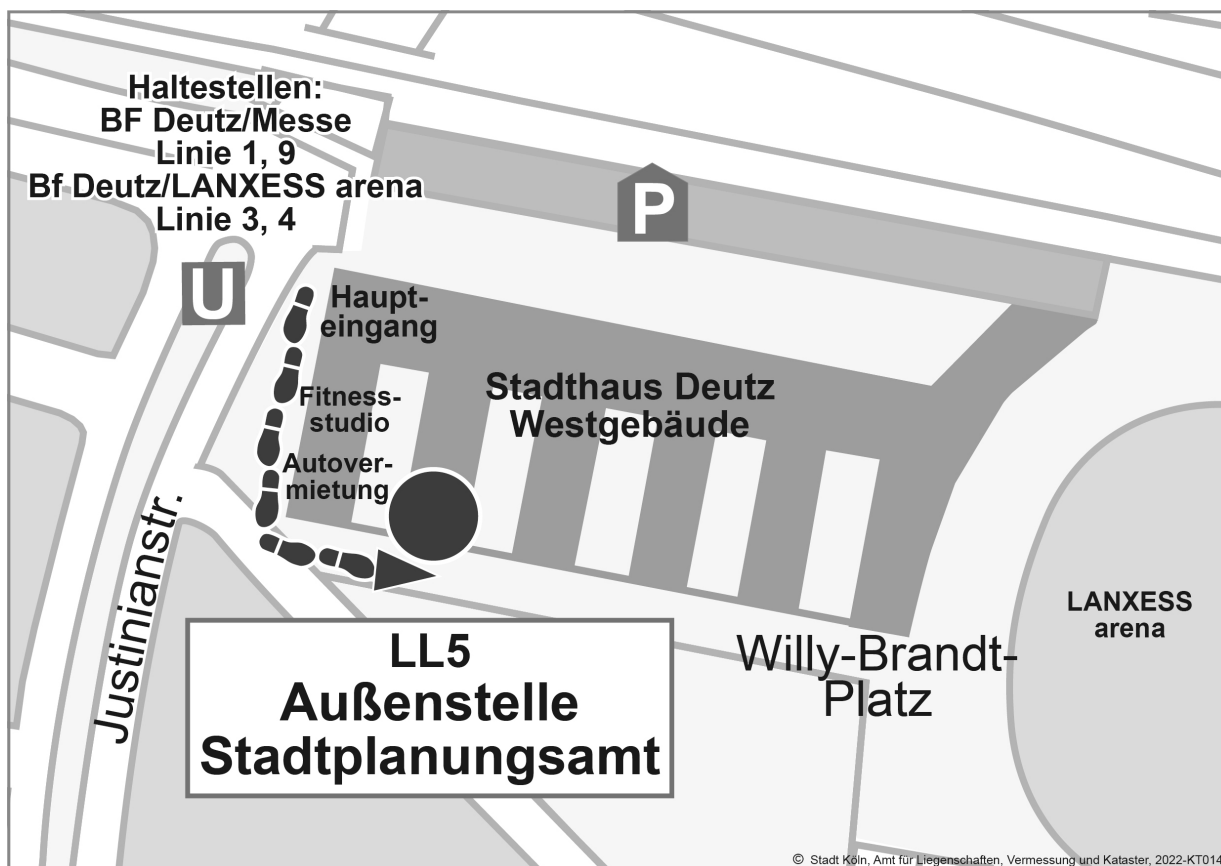 Haltestellen:
BF Deutz/Messe
Linie 1, 9
Bf Deutz/LANXESS arena
Linie 3, 4
P
U
Haupt-
eingang
Fitness-
studio
Autover-
mietung
Stadthaus Deutz
Westgebäude
Justinianstr.
LL5
Außenstelle
Stadtplanungsamt
Willy-Brandt-
Platz
LANXESS
arena
© Stadt Köln, Amt für Liegenschaften, Vermessung und Kataster, 2022-KT014